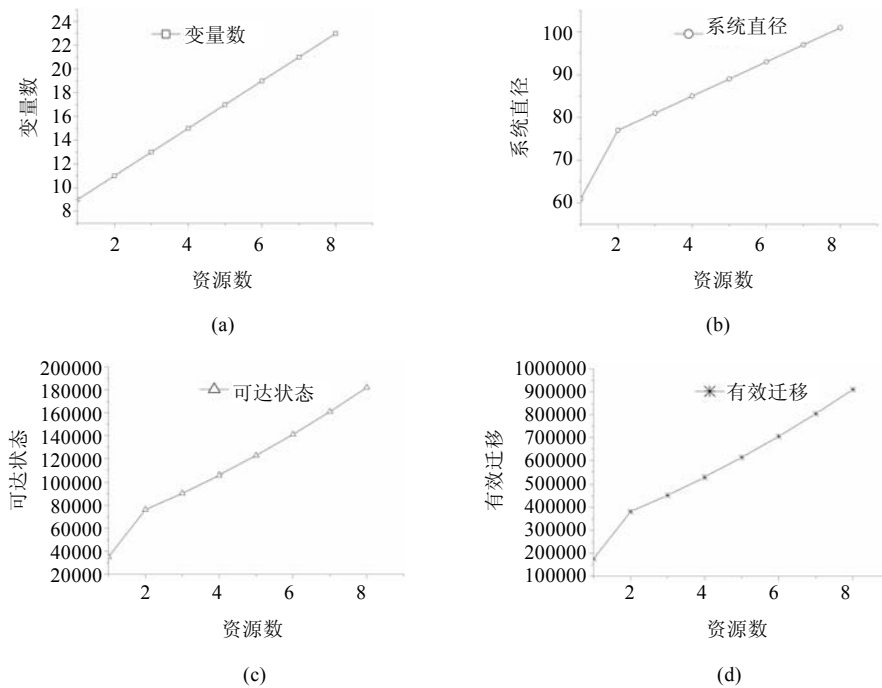 24
22
20
18
16
14
12
10
8
变量数
变量数
2 4 6 8
资源数
(a)
100
90
80
70
60
系统直径
系统直径
2 4 6 8
资源数
(b)
200000
180000
160000
140000
120000
100000
80000
60000
40000
20000
可达状态
可达状态
2 4 6 8
资源数
(c)
1000000
900000
800000
700000
600000
500000
400000
300000
200000
100000
有效迁移
有效迁移
2 4 6 8
资源数
(d)